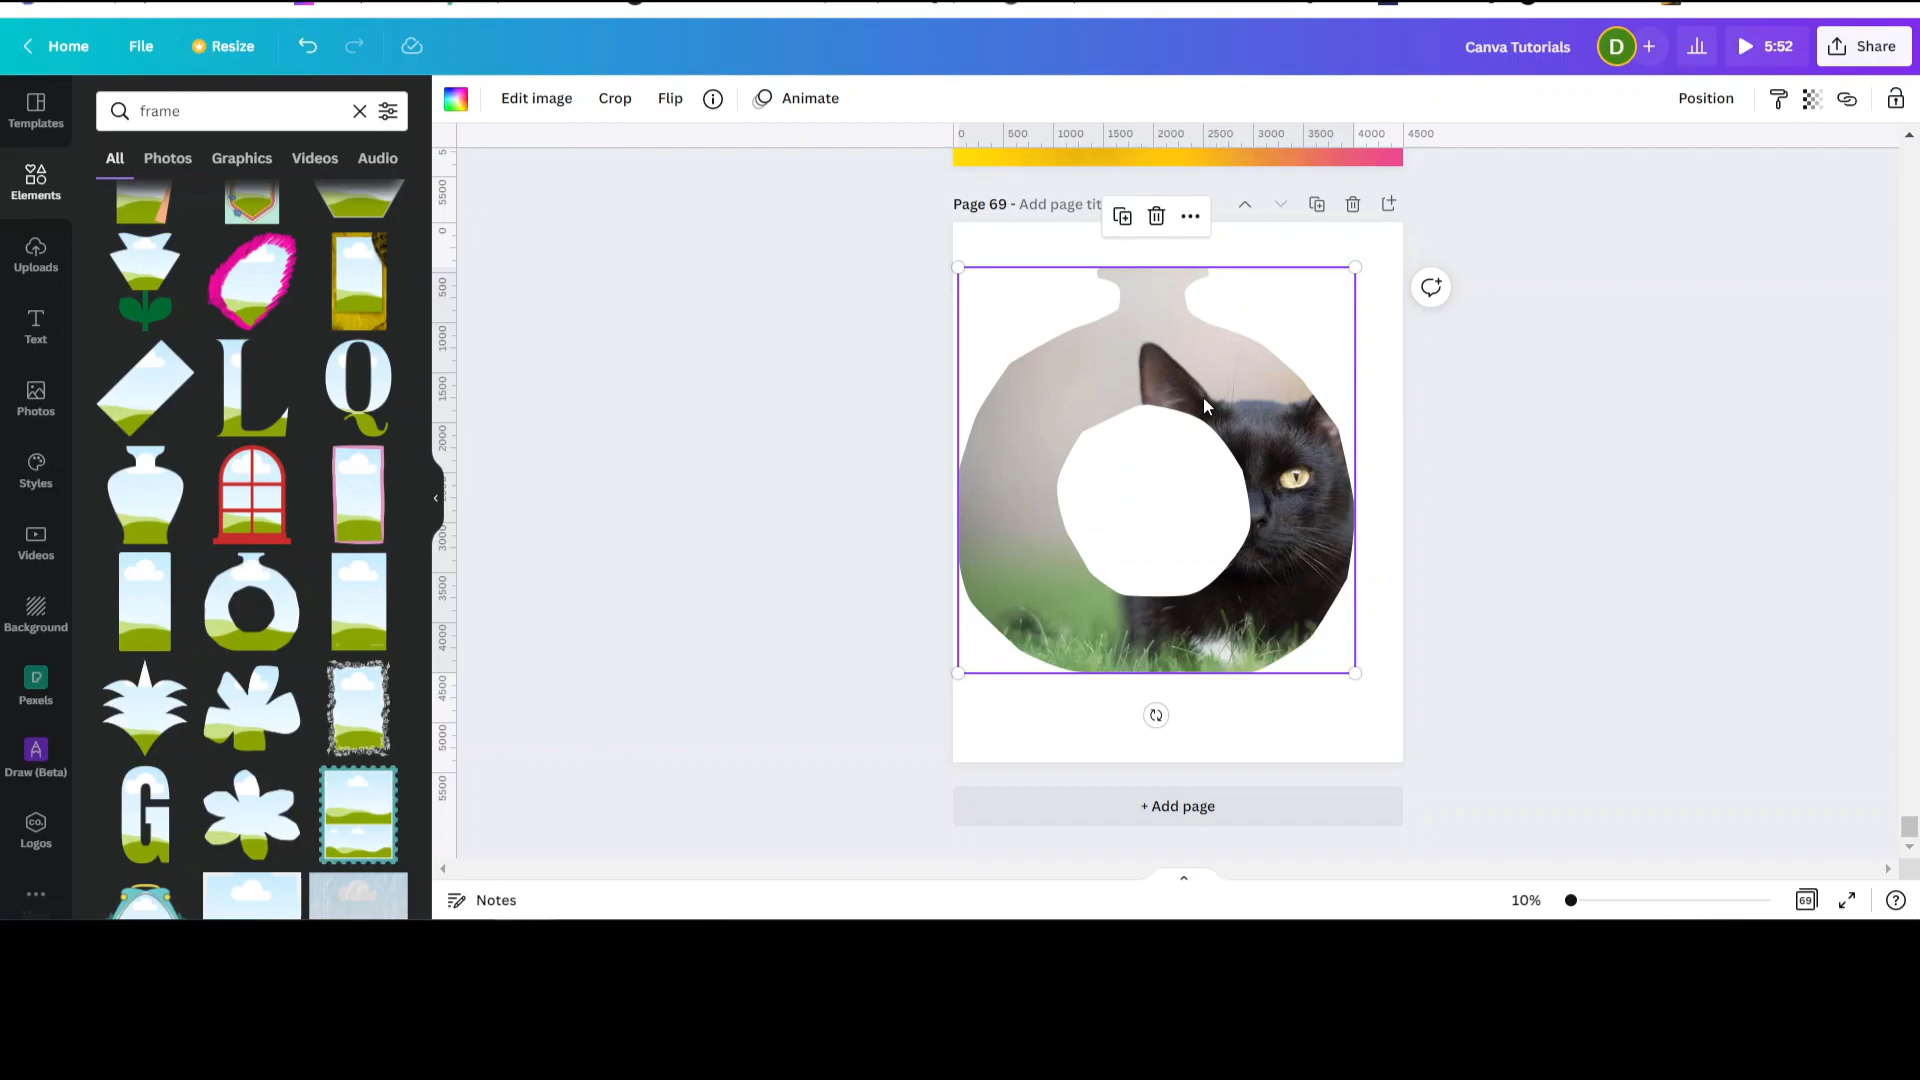 Home File Resize Canva Tutorials D 5:52 Share
frame
All Photos Graphics Videos Audio
Templates
Elements
Uploads
Text
Photos
Styles
Videos
Background
Pexels
Draw (Beta)
co.
Logos
Edit image Crop Flip Animate Position
0 500 1000 1500 2000 2500 3000 3500 4000 4500
5500
0
500
1000
1500
2000
3000
3500
4000
4500
5000
5500
Page 69 - Add page tit
+ Add page
Notes 10% 69
L Q
G